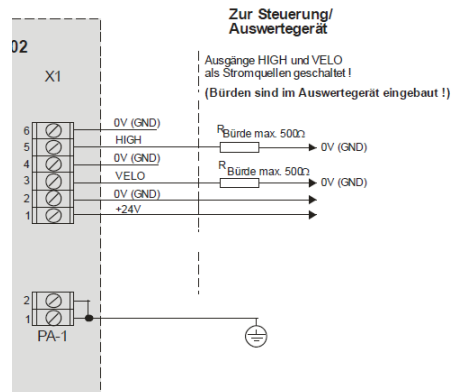 Zur Steuerung/
Auswertegerät
02
X1
Ausgänge HIGH und VELO
als Stromquellen geschaltet !
(Bürden sind im Auswertegerät eingebaut !)
6 0V (GND)
5 HIGH RBürde max. 500Ω 0V (GND)
4 0V (GND)
3 VELO RBürde max. 500Ω 0V (GND)
2 0V (GND)
1 +24V
2
1
PA-1